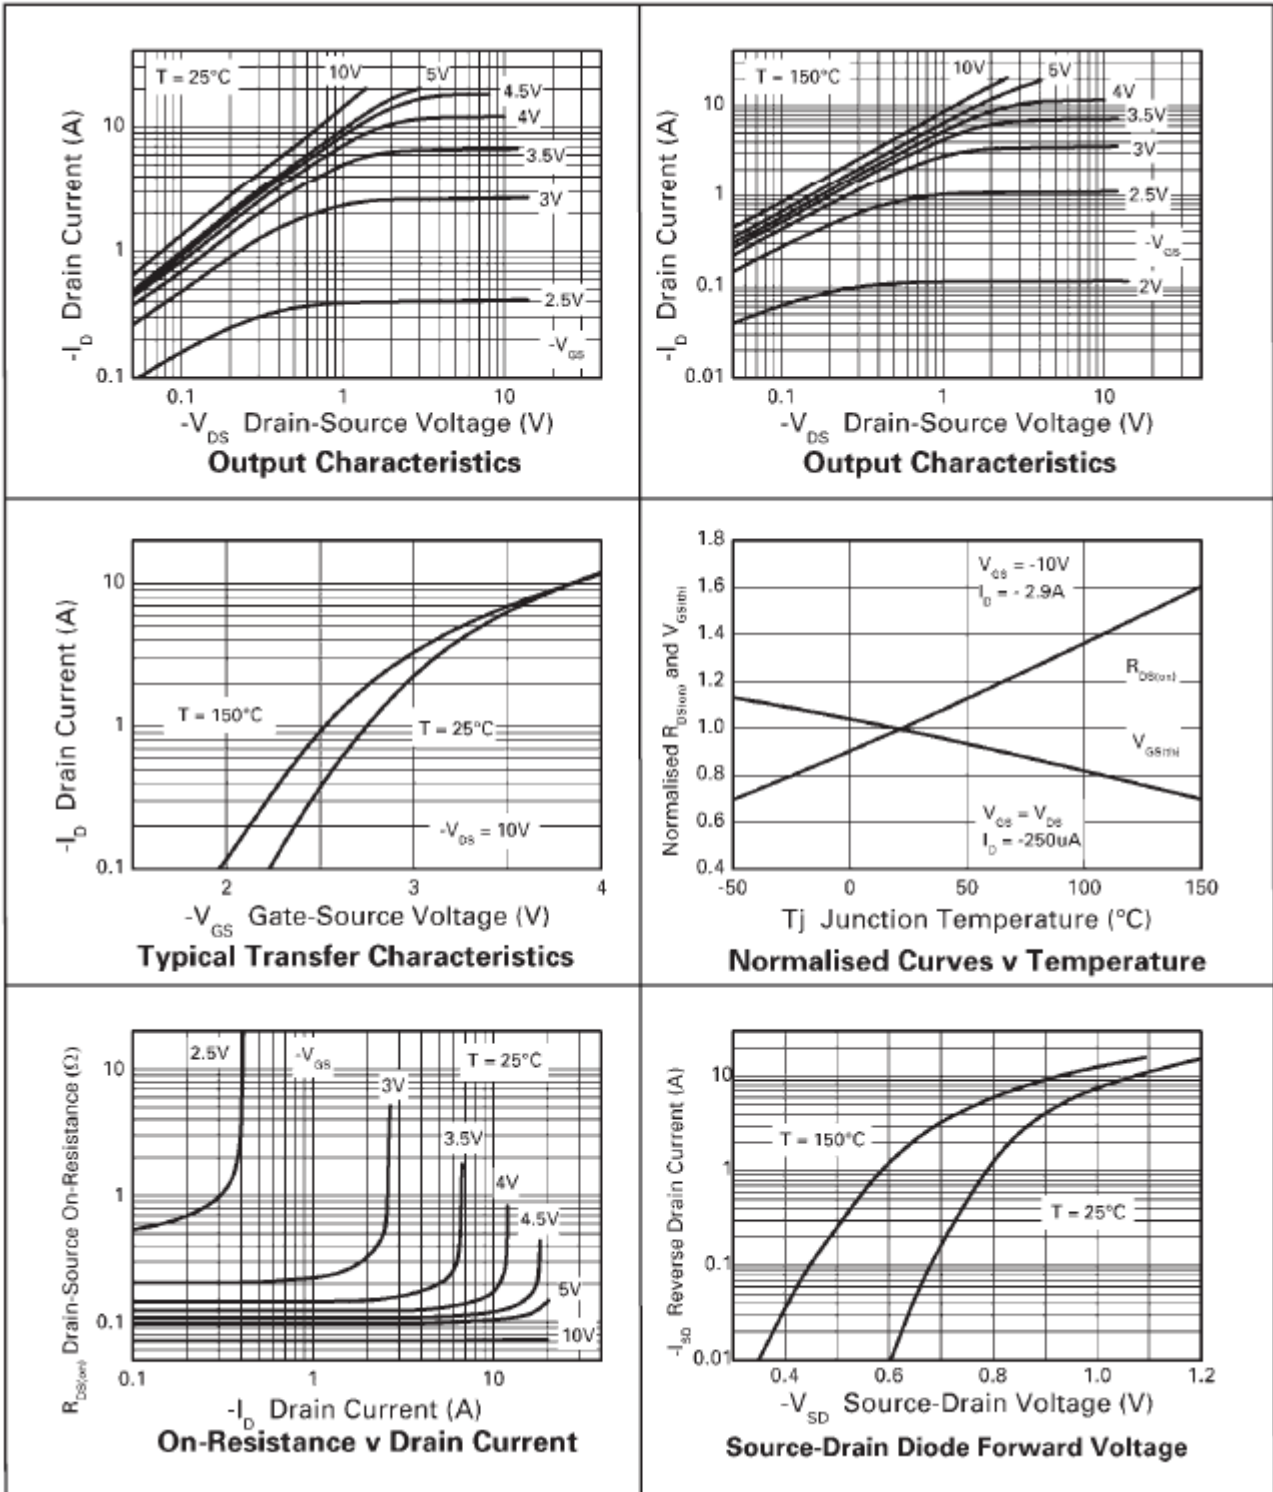 T = 25°C
10V
5V
4.5V
4V
3.5V
3V
2.5V
-VGS
10
1
0.1
-ID Drain Current (A)
0.1
1
10
-VDS Drain-Source Voltage (V)
Output Characteristics
T = 150°C
10V
5V
4V
3.5V
3V
2.5V
-VGS
2V
10
1
0.1
0.01
-ID Drain Current (A)
0.1
1
10
-VDS Drain-Source Voltage (V)
Output Characteristics
10
1
0.1
-ID Drain Current (A)
T = 150°C
T = 25°C
-VDS = 10V
2
3
4
-VGS Gate-Source Voltage (V)
Typical Transfer Characteristics
1.8
1.6
1.4
1.2
1.0
0.8
0.6
0.4
Normalised RDS(on) and VGS(th)
VGS = -10V
ID = - 2.9A
RDS(on)
VGS(th)
VGS = VDS
ID = -250uA
-50
0
50
100
150
Tj Junction Temperature (°C)
Normalised Curves v Temperature
RDS(on) Drain-Source On-Resistance (Ω)
10
1
0.1
2.5V
-VGS
T = 25°C
3V
3.5V
4V
4.5V
5V
10V
0.1
1
10
-ID Drain Current (A)
On-Resistance v Drain Current
-ISD Reverse Drain Current (A)
10
1
0.1
0.01
T = 150°C
T = 25°C
0.4
0.6
0.8
1.0
1.2
-VSD Source-Drain Voltage (V)
Source-Drain Diode Forward Voltage